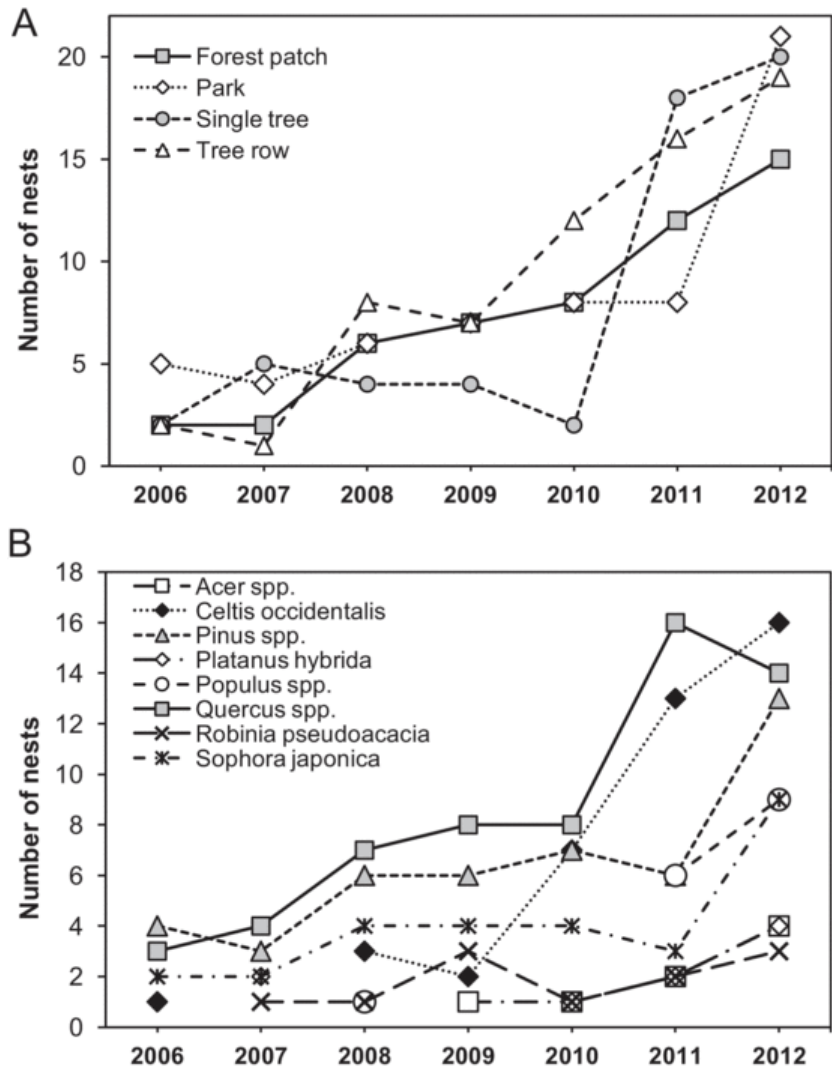 A
Forest patch
Park
Single tree
Tree row
Number of nests
20
15
10
5
0
2006 2007 2008 2009 2010 2011 2012
B
Acer spp.
Celtis occidentalis
Pinus spp.
Platanus hybrida
Populus spp.
Quercus spp.
Robinia pseudoacacia
Sophora japonica
Number of nests
18
16
14
12
10
8
6
4
2
0
2006 2007 2008 2009 2010 2011 2012